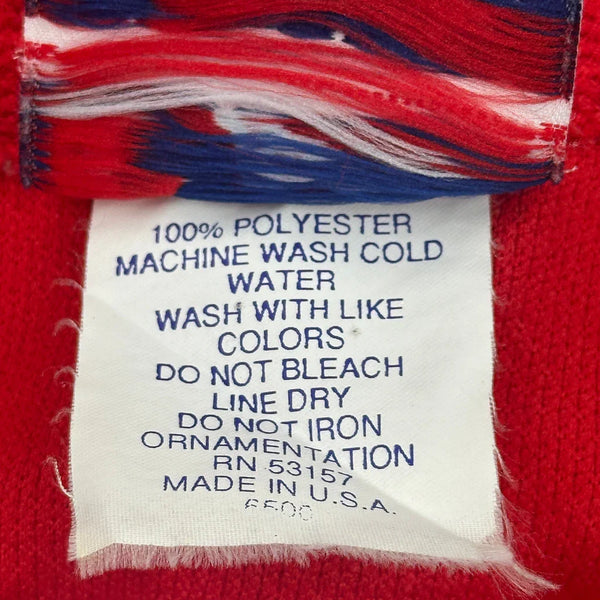 100% POLYESTER
MACHINE WASH COLD
WATER
WASH WITH LIKE
COLORS
DO NOT BLEACH
LINE DRY
DO NOT IRON
ORNAMENTATION
RN 53157
MADE IN U.S.A.